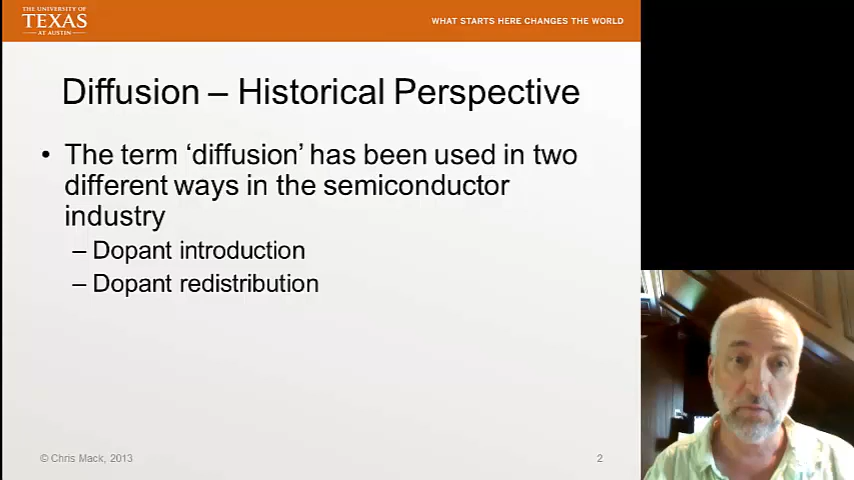 THE UNIVERSITY OF
TEXAS
AT AUSTIN
WHAT STARTS HERE CHANGES THE WORLD
Diffusion – Historical Perspective
• The term ‘diffusion’ has been used in two
different ways in the semiconductor
industry
– Dopant introduction
– Dopant redistribution
© Chris Mack, 2013
2